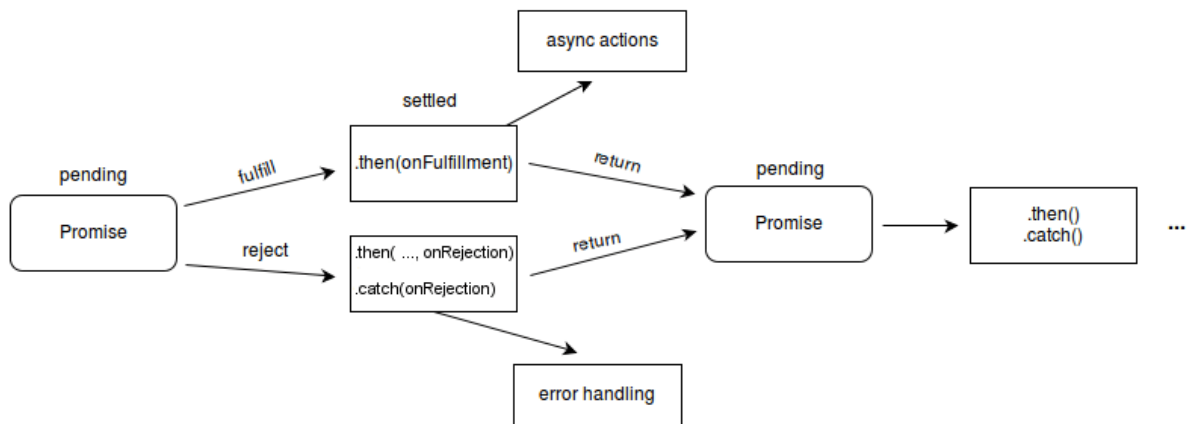 async actions
settled
.then(onFulfillment)
pending
Promise
fulfill
reject
.then( ..., onRejection)
.catch(onRejection)
error handling
return
return
pending
Promise
.then()
.catch()
...